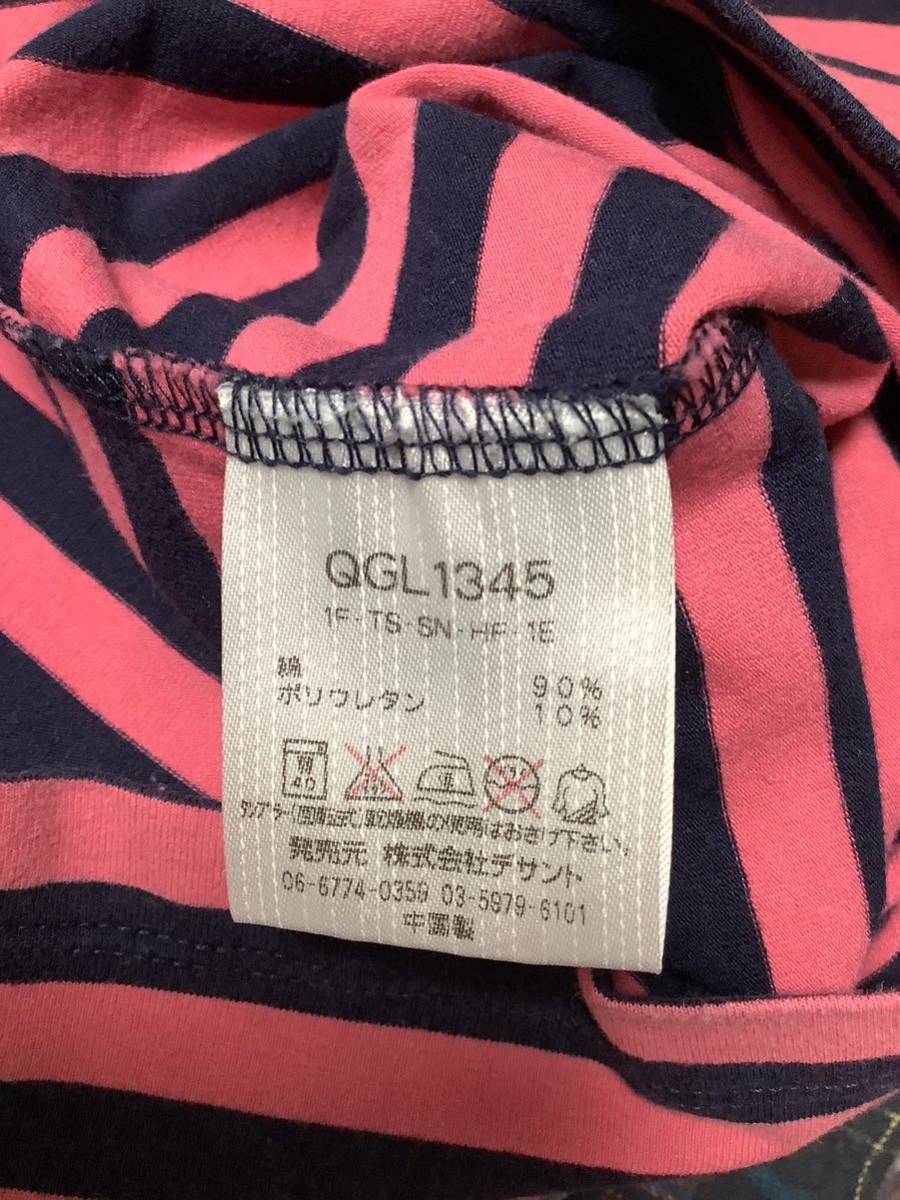 QGL1345
1F-TS-SN-HF-1E
綿 90%
ポリウレタン 10%
40
タンブラー(回転式)乾燥機の使用はおさけ下さい。
発売元 株式会社デサント
06-6774-0359 03-5979-6101
中国製